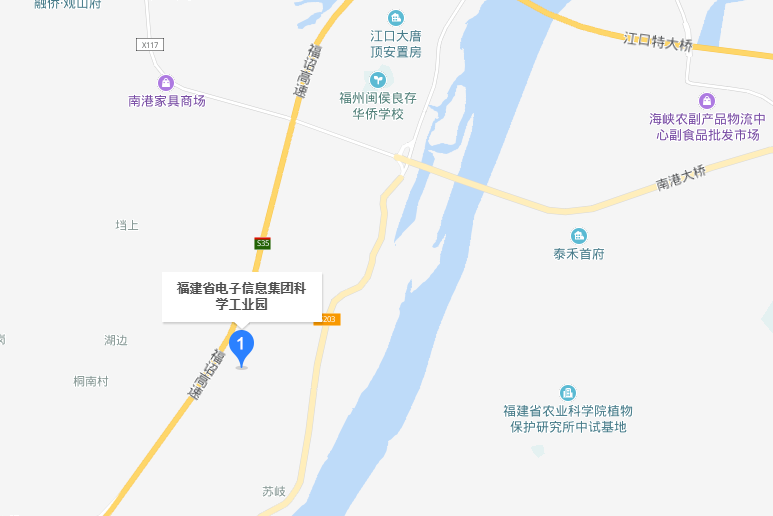 融侨·观山府
X117
福诏高速
江口大磨
顶安置房
江口特大桥
南港家具商场
福州闽侯良存
华侨学校
海峡农副产品物流中
心副食品批发市场
南港大桥
垱上
S35
泰禾首府
福建省电子信息集团科
学工业园
S203
1
湖边
福诏高速
桐南村
福建省农业科学院植物
保护研究所中试基地
苏岐